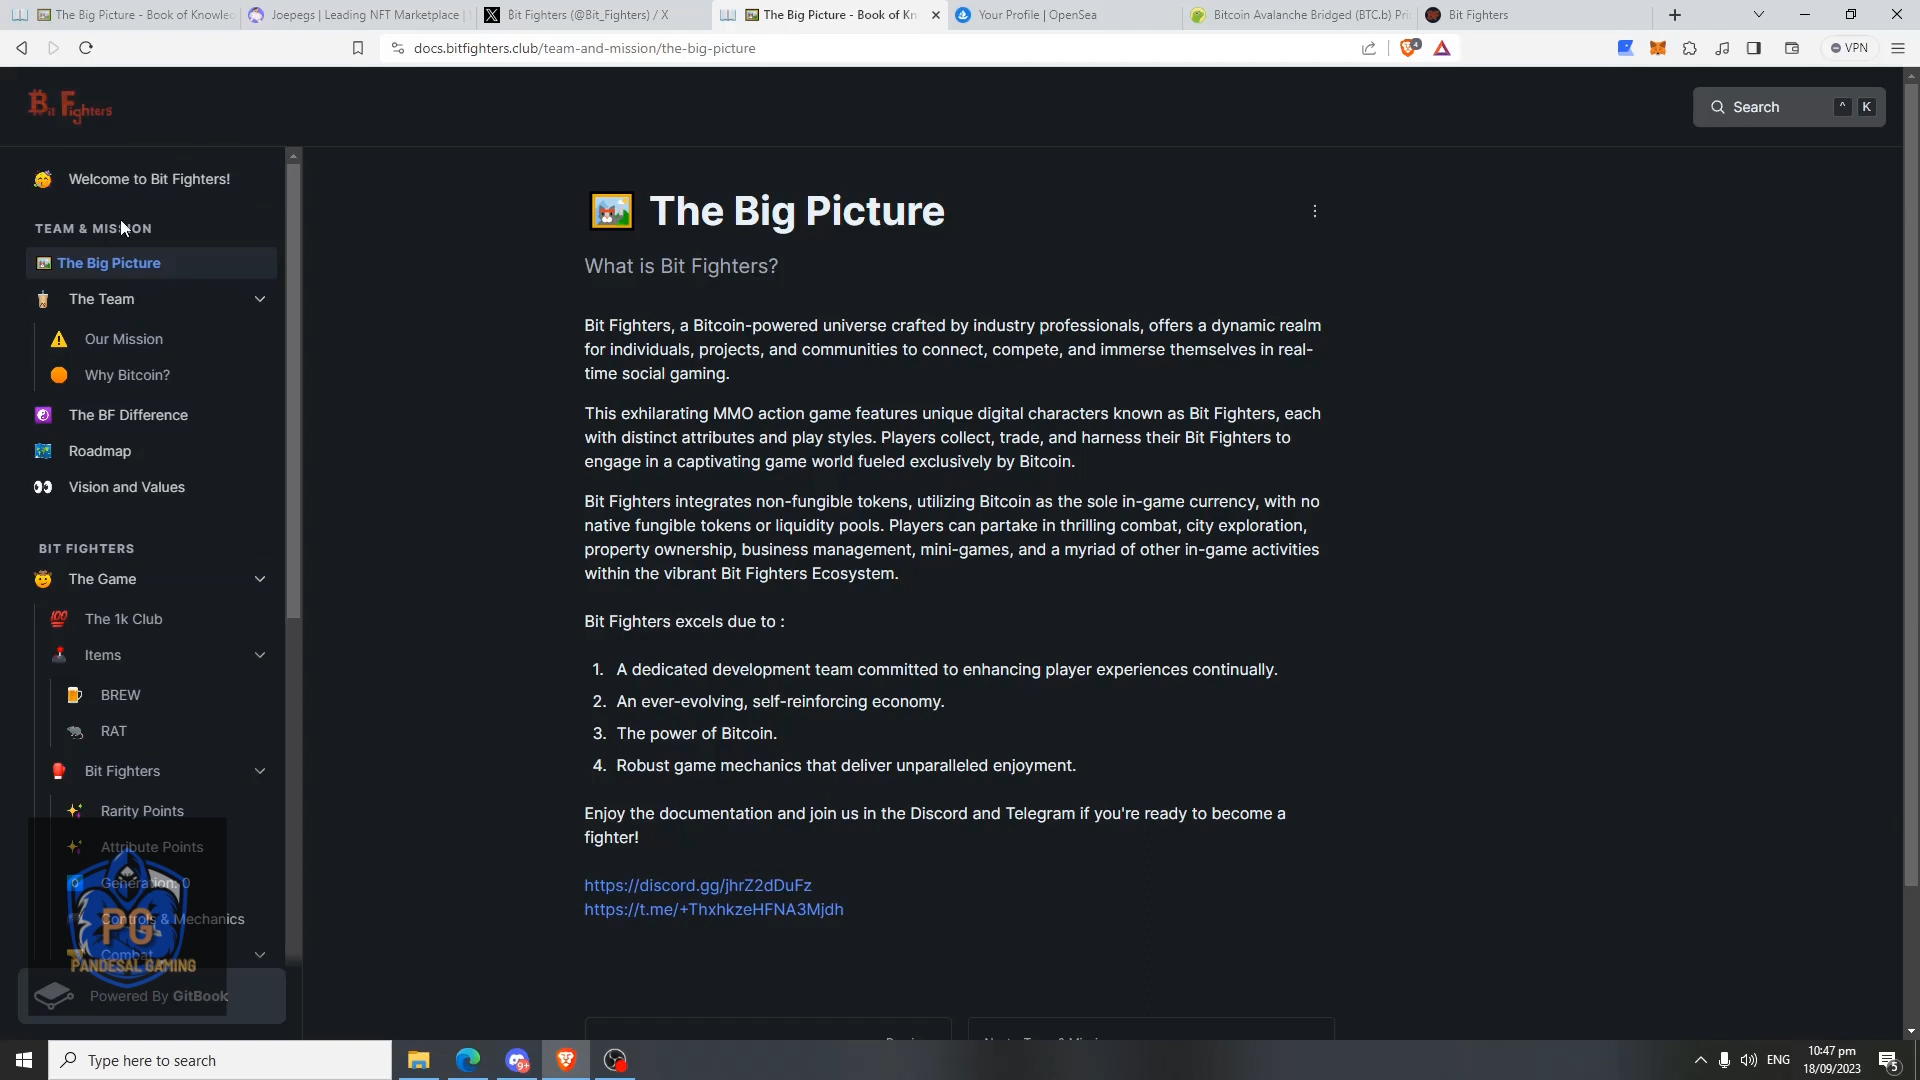 The Big Picture - Book of Knowle
Joepegs | Leading NFT Marketplace |
Bit Fighters (@Bit_Fighters) / X
The Big Picture - Book of Kn
Your Profile | OpenSea
Bitcoin Avalanche Bridged (BTC.b) Pri
Bit Fighters
docs.bitfighters.club/team-and-mission/the-big-picture
4
VPN
Bit Fighters
Search
^ K
Welcome to Bit Fighters!
TEAM & MISSION
The Big Picture
The Team
Our Mission
Why Bitcoin?
The BF Difference
Roadmap
Vision and Values
BIT FIGHTERS
The Game
100
The 1k Club
Items
BREW
RAT
Bit Fighters
Rarity Points
Attribute Points
Generation: 0
Controls & Mechanics
Combat
PG
PANDESAL GAMING
Powered By GitBook
The Big Picture
What is Bit Fighters?
Bit Fighters, a Bitcoin-powered universe crafted by industry professionals, offers a dynamic realm
for individuals, projects, and communities to connect, compete, and immerse themselves in real-
time social gaming.
This exhilarating MMO action game features unique digital characters known as Bit Fighters, each
with distinct attributes and play styles. Players collect, trade, and harness their Bit Fighters to
engage in a captivating game world fueled exclusively by Bitcoin.
Bit Fighters integrates non-fungible tokens, utilizing Bitcoin as the sole in-game currency, with no
native fungible tokens or liquidity pools. Players can partake in thrilling combat, city exploration,
property ownership, business management, mini-games, and a myriad of other in-game activities
within the vibrant Bit Fighters Ecosystem.
Bit Fighters excels due to :
1. A dedicated development team committed to enhancing player experiences continually.
2. An ever-evolving, self-reinforcing economy.
3. The power of Bitcoin.
4. Robust game mechanics that deliver unparalleled enjoyment.
Enjoy the documentation and join us in the Discord and Telegram if you're ready to become a
fighter!
https://discord.gg/jhrZ2dDuFz
https://t.me/+ThxhkzeHFNA3Mjdh
Type here to search
9+
ENG
10:47 pm
18/09/2023
5